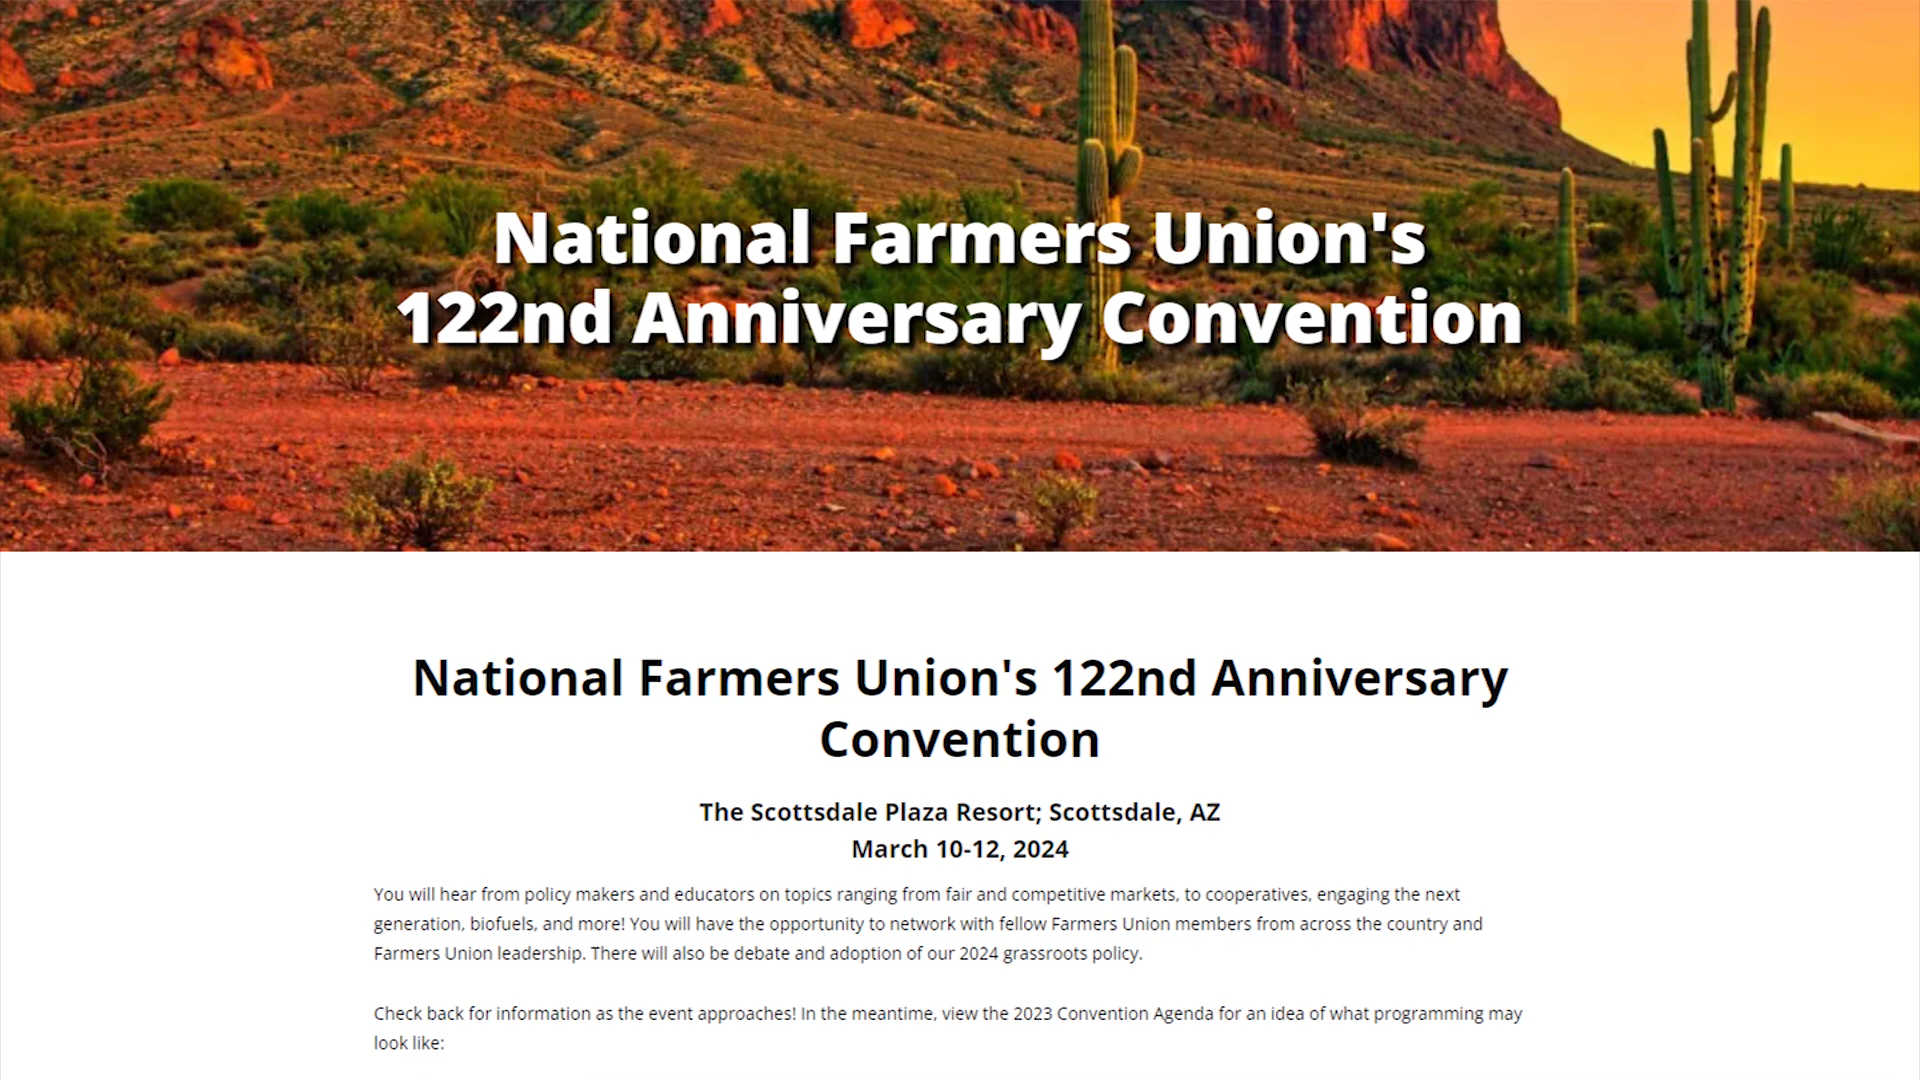 National Farmers Union's
122nd Anniversary Convention
National Farmers Union's 122nd Anniversary
Convention
The Scottsdale Plaza Resort; Scottsdale, AZ
March 10-12, 2024
You will hear from policy makers and educators on topics ranging from fair and competitive markets, to cooperatives, engaging the next
generation, biofuels, and more! You will have the opportunity to network with fellow Farmers Union members from across the country and
Farmers Union leadership. There will also be debate and adoption of our 2024 grassroots policy.
Check back for information as the event approaches! In the meantime, view the 2023 Convention Agenda for an idea of what programming may
look like: